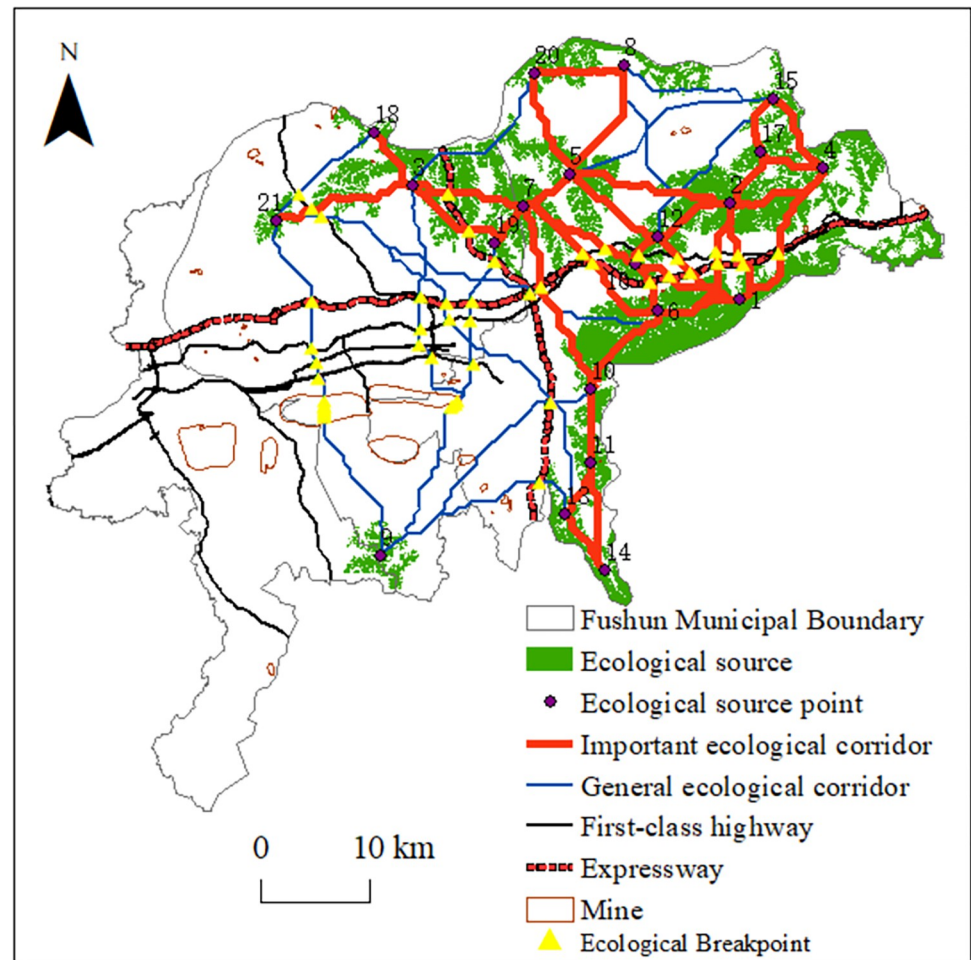 N
20
8
15
18
17
4
3
5
2
7
21
12
19
16
1
6
10
11
13
14
9
Fushun Municipal Boundary
Ecological source
Ecological source point
Important ecological corridor
General ecological corridor
0 10 km
First-class highway
Expressway
Mine
Ecological Breakpoint